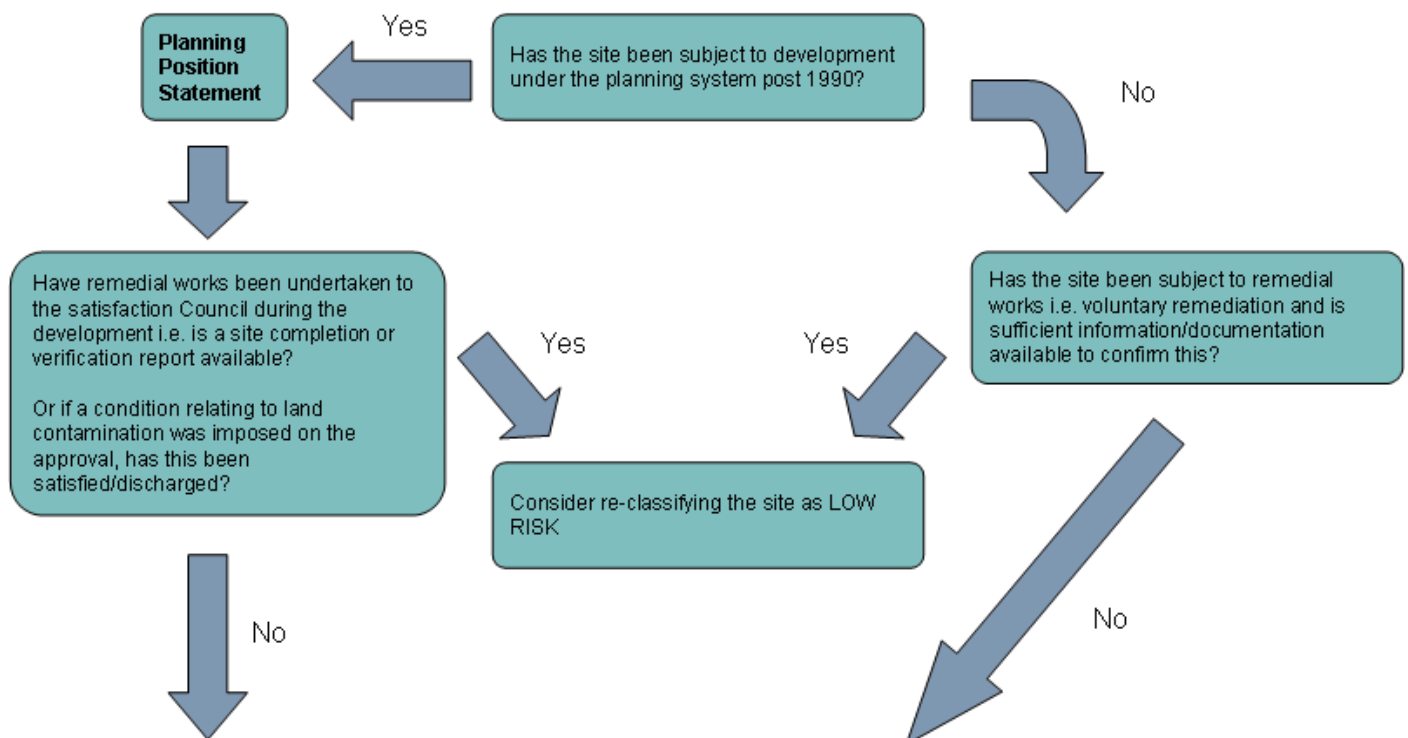 Planning
Position
Statement
Yes
Has the site been subject to development
under the planning system post 1990?
No
Have remedial works been undertaken to
the satisfaction Council during the
development i.e. is a site completion or
verification report available?
Or if a condition relating to land
contamination was imposed on the
approval, has this been
satisfied/discharged?
Yes
Yes
Has the site been subject to remedial
works i.e. voluntary remediation and is
sufficient information/documentation
available to confirm this?
Consider re-classifying the site as LOW
RISK
No
No